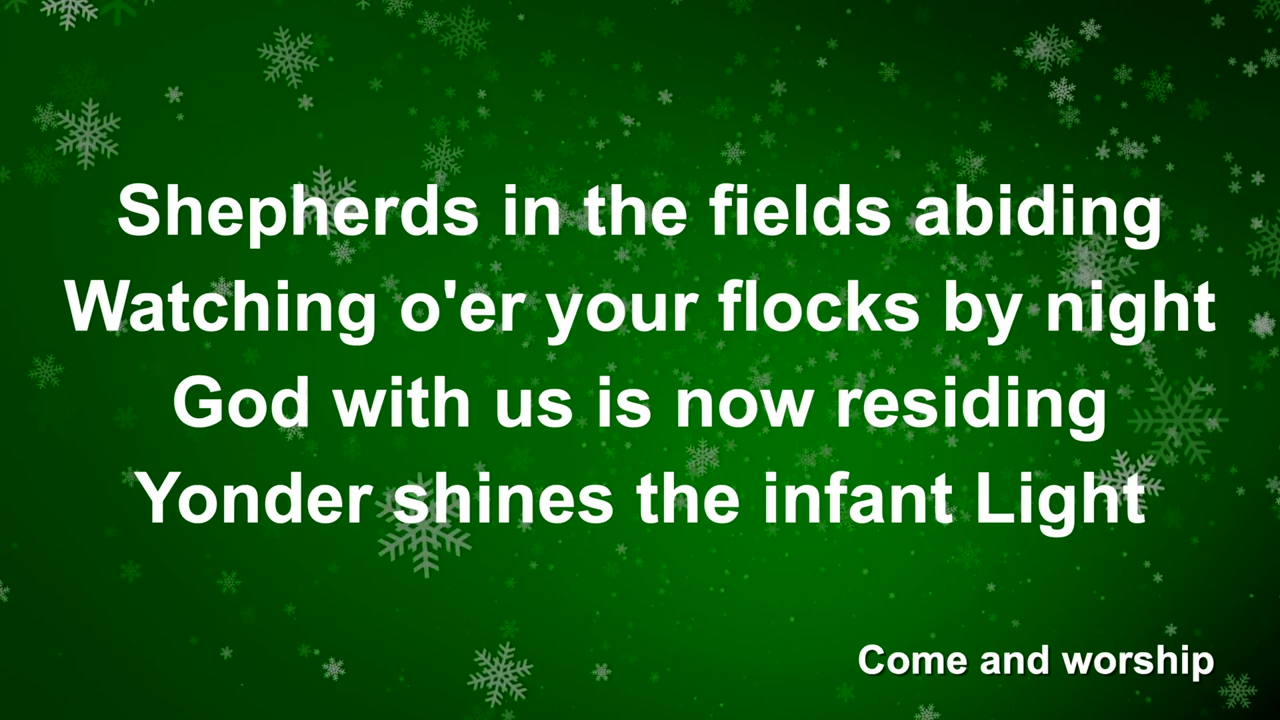 Shepherds in the fields abiding
Watching o'er your flocks by night
God with us is now residing
Yonder shines the infant Light
Come and worship